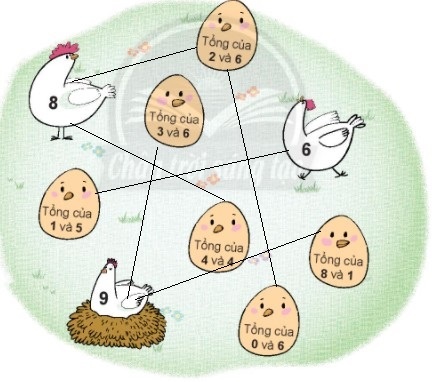 Tổng của
2 và 6
8
Tổng của
3 và 6
6
Chân trời sáng tạo
Tổng của
1 và 5
Tổng của
4 và 4
Tổng của
8 và 1
9
Tổng của
0 và 6